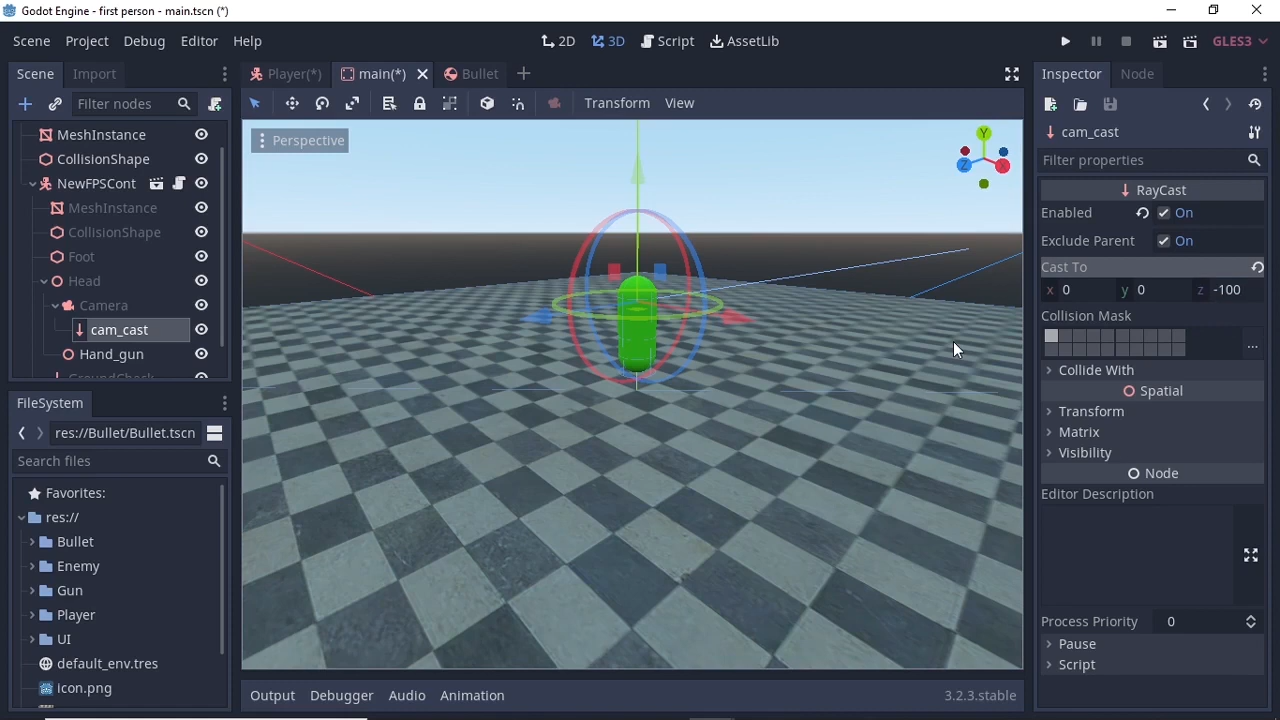 Godot Engine - first person - main.tscn (*)
Scene Project Debug Editor Help
2D 3D Script AssetLib
GLES3
Scene Import
Filter nodes
MeshInstance
CollisionShape
NewFPSCont
MeshInstance
CollisionShape
Foot
Head
Camera
cam_cast
Hand_gun
GroundCheck
FileSystem
res://Bullet/Bullet.tscn
Search files
Favorites:
res://
Bullet
Enemy
Gun
Player
UI
default_env.tres
icon.png
Player(*) main(*) Bullet
Transform View
Perspective
Y
Z
X
Output Debugger Audio Animation 3.2.3.stable
Inspector Node
cam_cast
Filter properties
RayCast
Enabled On
Exclude Parent On
Cast To
x 0 y 0 z -100
Collision Mask
...
Collide With
Spatial
Transform
Matrix
Visibility
Node
Editor Description
Process Priority 0
Pause
Script